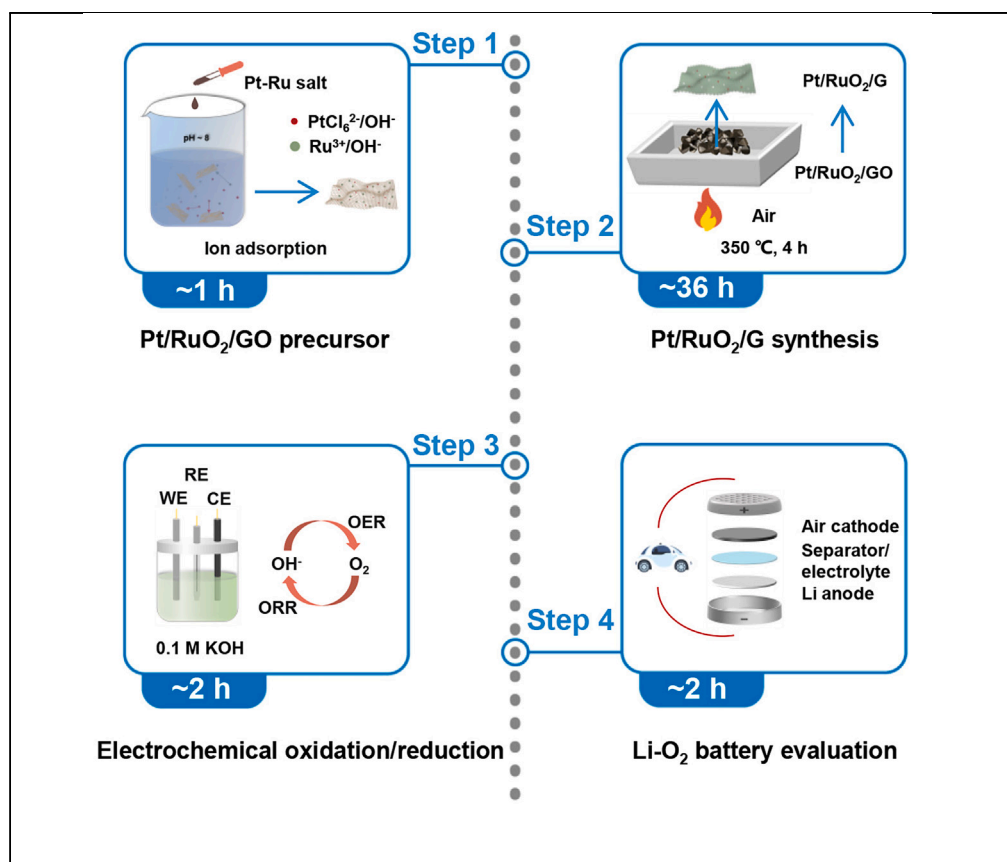 Step 1
Pt-Ru salt
pH ~ 8
PtCl₆²⁻/OH⁻
Ru³⁺/OH⁻
Ion adsorption
~1 h
Pt/RuO₂/GO precursor
Step 2
Pt/RuO₂/G
Pt/RuO₂/GO
Air
350 ℃, 4 h
~36 h
Pt/RuO₂/G synthesis
Step 3
RE
WE
CE
OER
OH⁻
O₂
ORR
0.1 M KOH
~2 h
Electrochemical oxidation/reduction
Step 4
+
Air cathode
Separator/
electrolyte
Li anode
-
~2 h
Li-O₂ battery evaluation